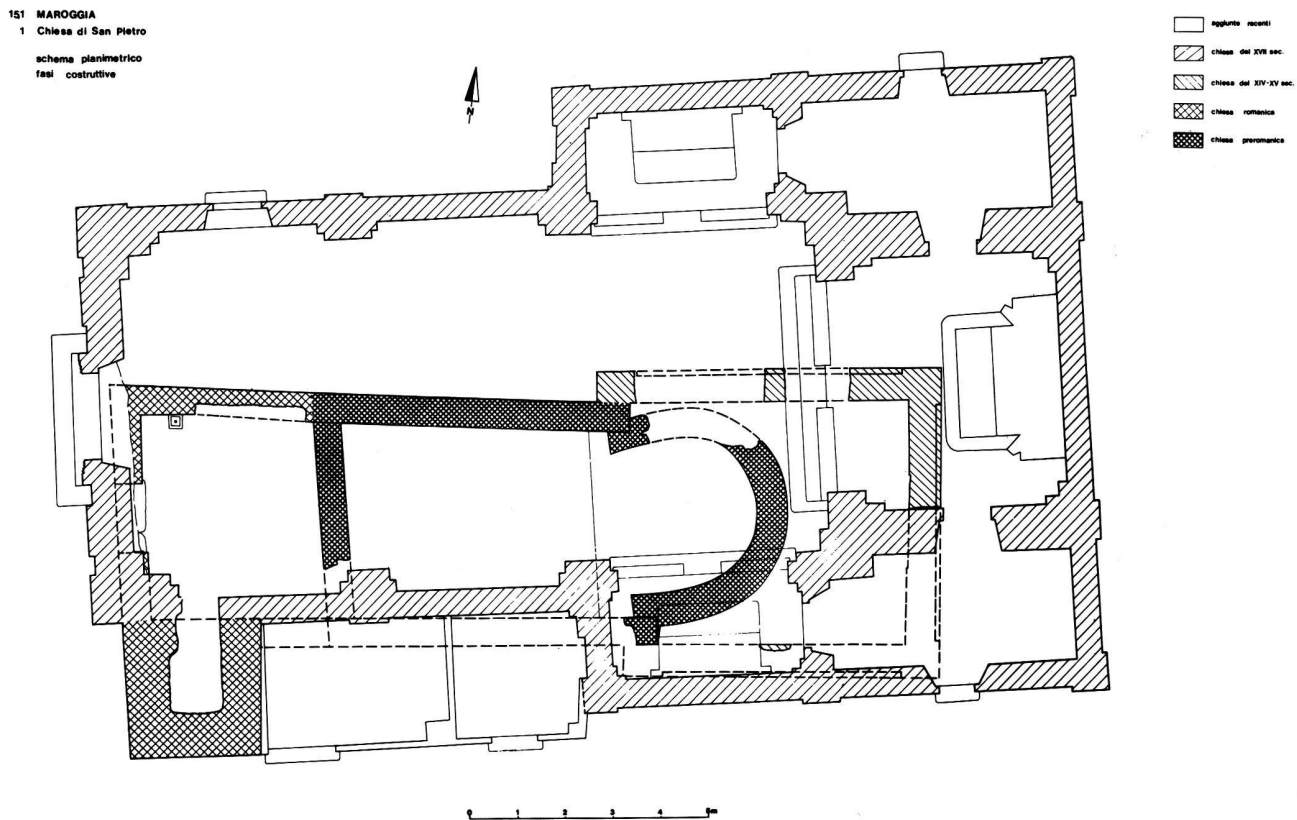 151 MAROGGIA
1 Chiesa di San Pietro
schema planimetrico
fasi costruttive
N
aggiunte recenti
chiesa del XVII sec.
chiesa del XIV-XV sec.
chiesa romanica
chiesa preromanica
0 1 2 3 4 5m